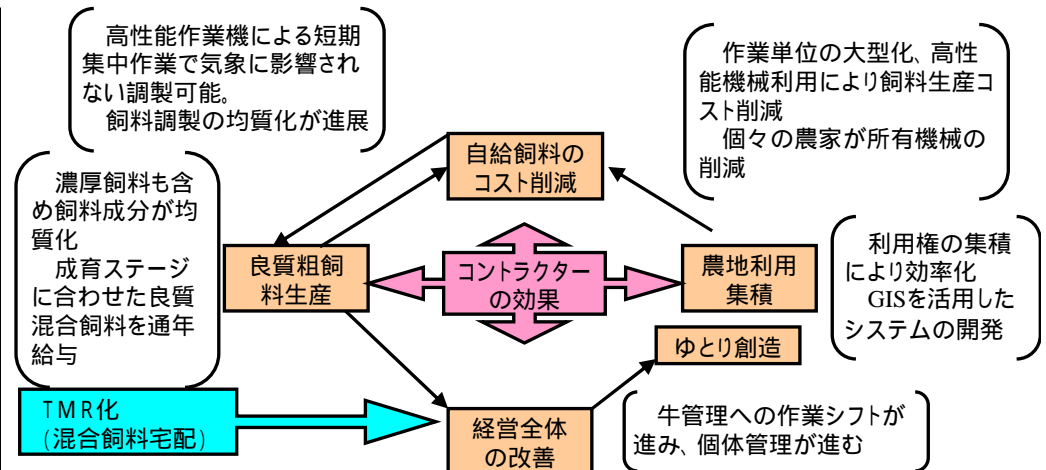 高性能作業機による短期
集中作業で気象に影響され
ない調製可能。
飼料調製の均質化が進展
作業単位の大型化、高性
能機械利用により飼料生産コ
スト削減
個々の農家が所有機械の
削減
自給飼料の
コスト削減
濃厚飼料も含
め飼料成分が均
質化
成育ステージ
に合わせた良質
混合飼料を通年
給与
良質粗飼
料生産
コントラクター
の効果
農地利用
集積
利用権の集積
により効率化
GISを活用した
システムの開発
ゆとり創造
TMR化
(混合飼料宅配)
経営全体
の改善
牛管理への作業シフトが
進み、個体管理が進む